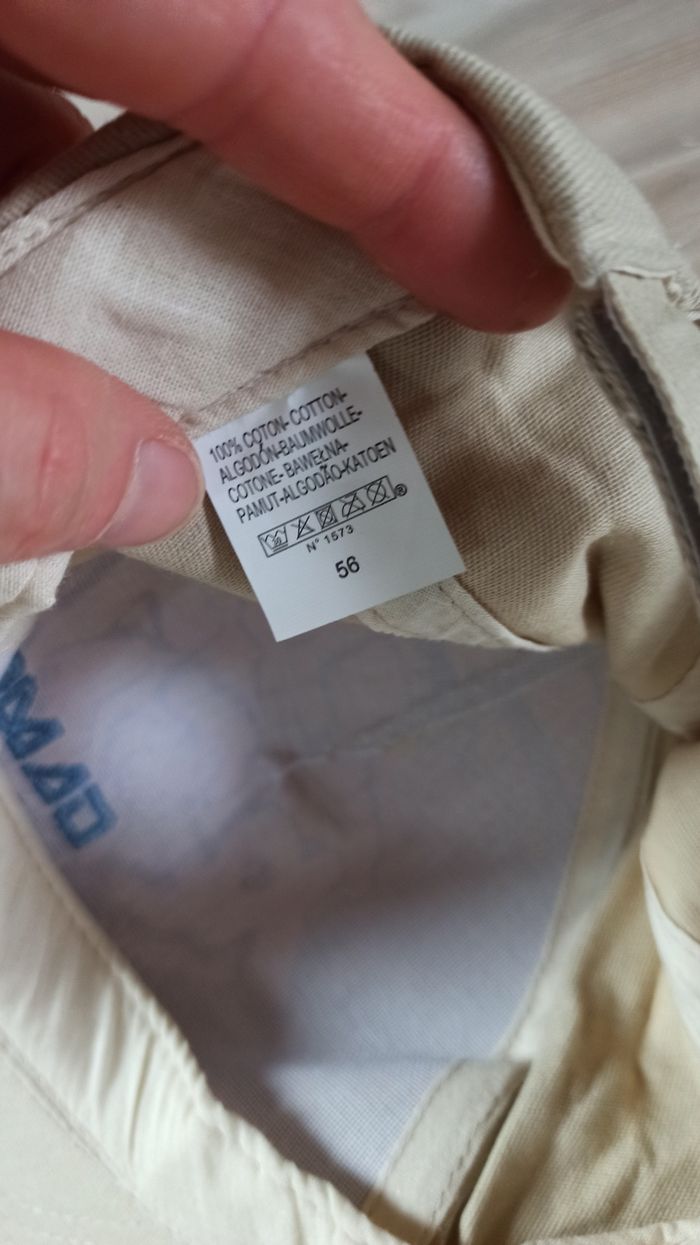 100% COTON- COTTON-
ALGODÓN-BAUMWOLLE-
COTONE- BAWEŁNA-
PAMUT-ALGODÃO-KATOEN
®
N° 1573
56